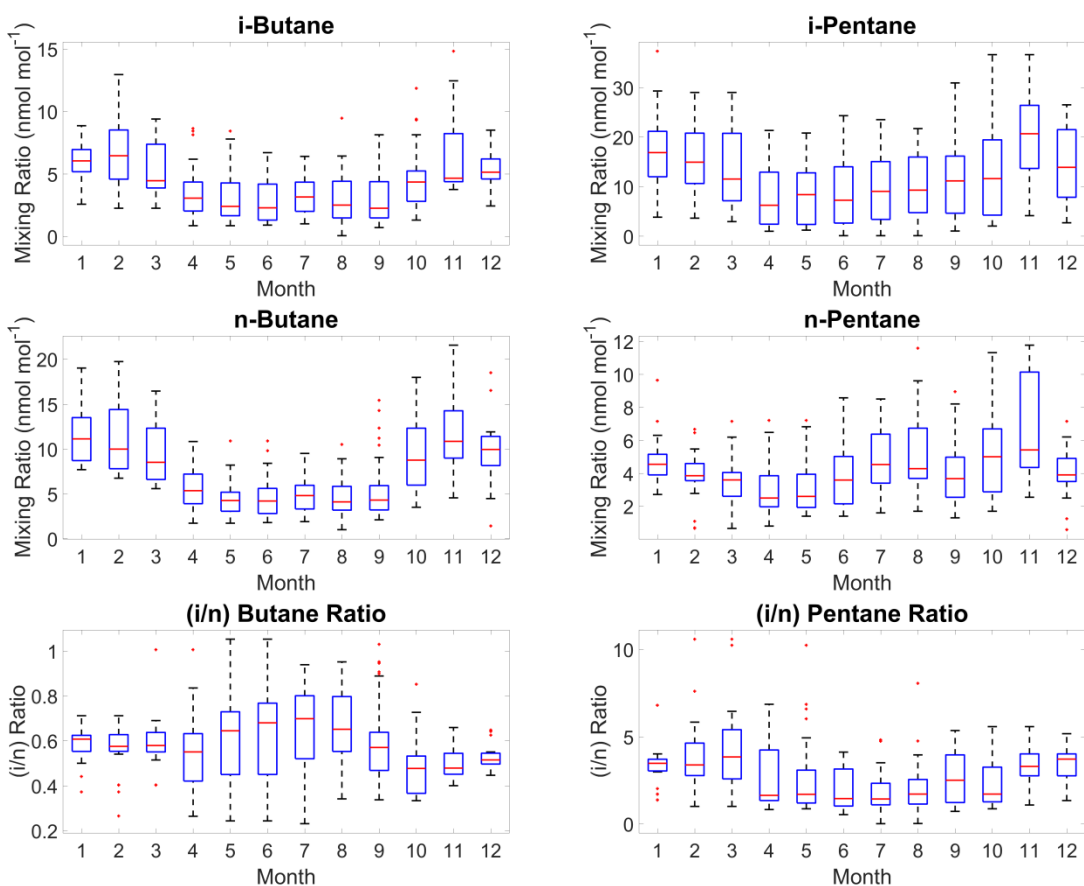 i-Butane
Mixing Ratio (nmol mol⁻¹)
15
10
5
0
1 2 3 4 5 6 7 8 9 10 11 12
Month
i-Pentane
Mixing Ratio (nmol mol⁻¹)
30
20
10
0
1 2 3 4 5 6 7 8 9 10 11 12
Month
n-Butane
Mixing Ratio (nmol mol⁻¹)
20
15
10
5
0
1 2 3 4 5 6 7 8 9 10 11 12
Month
n-Pentane
Mixing Ratio (nmol mol⁻¹)
12
10
8
6
4
2
1 2 3 4 5 6 7 8 9 10 11 12
Month
(i/n) Butane Ratio
(i/n) Ratio
1
0.8
0.6
0.4
0.2
1 2 3 4 5 6 7 8 9 10 11 12
Month
(i/n) Pentane Ratio
(i/n) Ratio
10
5
0
1 2 3 4 5 6 7 8 9 10 11 12
Month